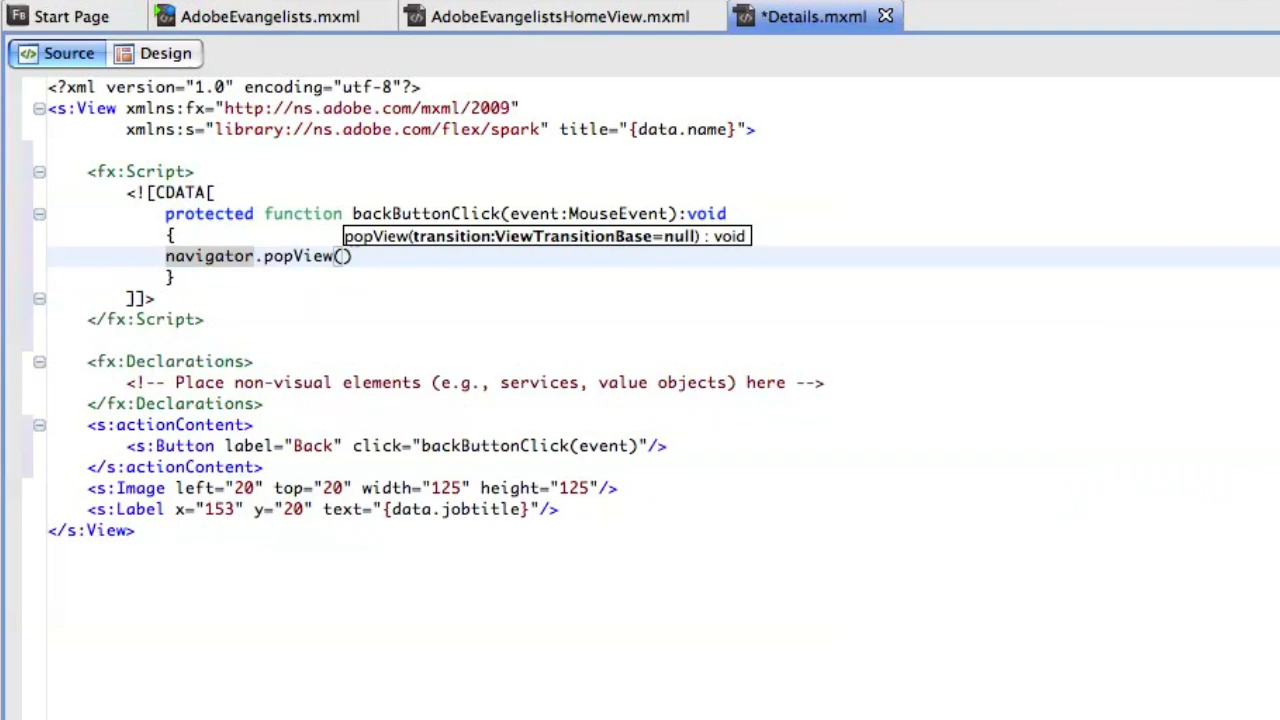 Fb Start Page AdobeEvangelists.mxml AdobeEvangelistsHomeView.mxml *Details.mxml
Source Design
<?xml version="1.0" encoding="utf-8"?>
<s:View xmlns:fx="http://ns.adobe.com/mxml/2009"
xmlns:s="library://ns.adobe.com/flex/spark" title="{data.name}">
<fx:Script>
<![CDATA[
protected function backButtonClick(event:MouseEvent):void
{ popView(transition:ViewTransitionBase=null) : void
navigator.popView()
}
]]>
</fx:Script>
<fx:Declarations>
<!-- Place non-visual elements (e.g., services, value objects) here -->
</fx:Declarations>
<s:actionContent>
<s:Button label="Back" click="backButtonClick(event)"/>
</s:actionContent>
<s:Image left="20" top="20" width="125" height="125"/>
<s:Label x="153" y="20" text="{data.jobtitle}"/>
</s:View>